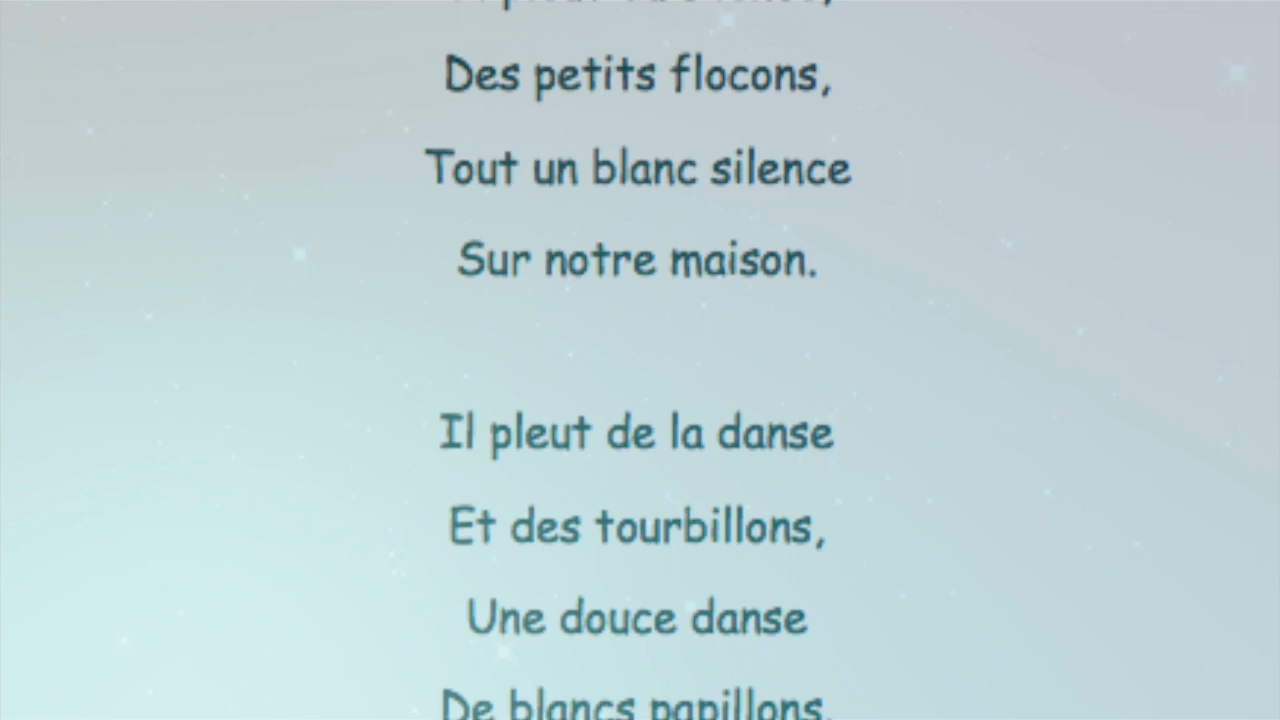 Des petits flocons,
Tout un blanc silence
Sur notre maison.
Il pleut de la danse
Et des tourbillons,
Une douce danse
De blancs papillons.